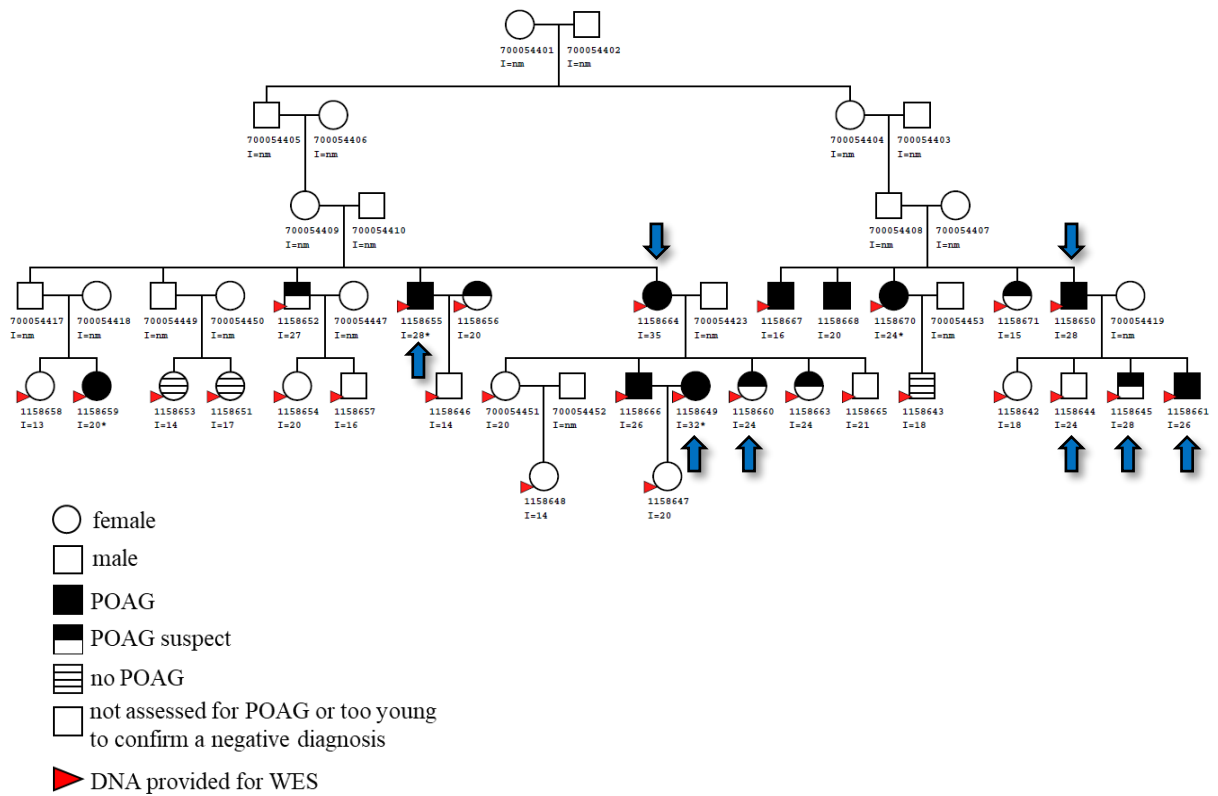 700054401 700054402
I=nm I=nm
700054405 700054406 700054404 700054403
I=nm I=nm I=nm I=nm
700054409 700054410 700054408 700054407
I=nm I=nm I=nm I=nm
700054417 700054418 700054449 700054450 1158652 700054447 1158655 1158656 1158664 700054423 1158667 1158668 1158670 700054453 1158671 1158650 700054419
I=nm I=nm I=nm I=nm I=27 I=nm I=28* I=20 I=35 I=nm I=16 I=20 I=24* I=nm I=15 I=28 I=nm
1158658 1158659 1158653 1158651 1158654 1158657 1158646 700054451 700054452 1158666 1158649 1158660 1158663 1158665 1158643 1158642 1158644 1158645 1158661
I=13 I=20* I=14 I=17 I=20 I=16 I=14 I=20 I=nm I=26 I=32* I=24 I=24 I=21 I=18 I=18 I=24 I=28 I=26
1158648 1158647
I=14 I=20
female
male
POAG
POAG suspect
no POAG
not assessed for POAG or too young
to confirm a negative diagnosis
DNA provided for WES